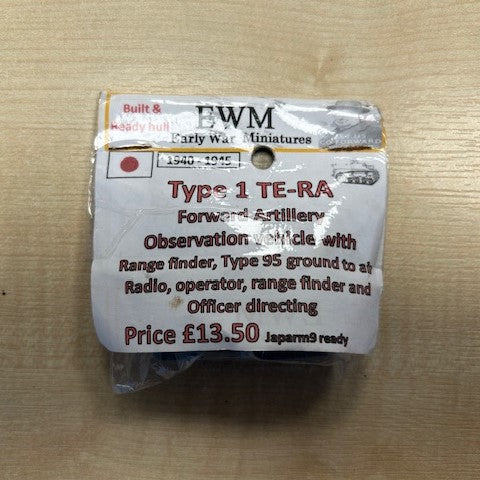 Built &
Ready hull
EWM
Early War Miniatures
1940 - 1945
Type 1 TE-RA
Forward Artillery
Observation vehicle with
Range finder, Type 95 ground to air
Radio, operator, range finder and
Officer directing
Price £13.50 Japarm9 ready